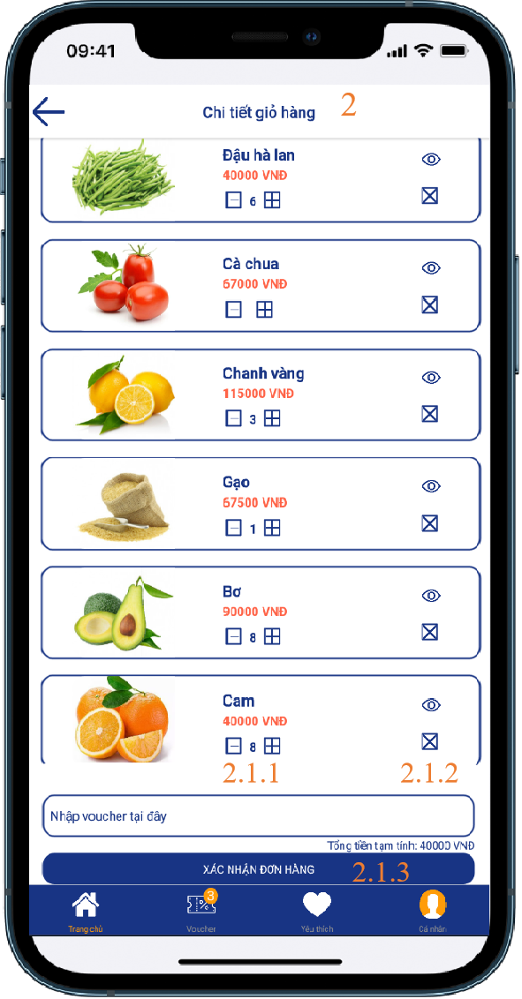 09:41
Chi tiết giỏ hàng 2
Đậu hà lan
40000 VNĐ
6
Cà chua
67000 VNĐ
Chanh vàng
115000 VNĐ
3
Gạo
67500 VNĐ
1
Bơ
90000 VNĐ
8
Cam
40000 VNĐ
8
2.1.1 2.1.2
Nhập voucher tại đây
Tổng tiền tạm tính: 40000 VNĐ
XÁC NHẬN ĐƠN HÀNG 2.1.3
3
Trang chủ Voucher Yêu thích Cá nhân